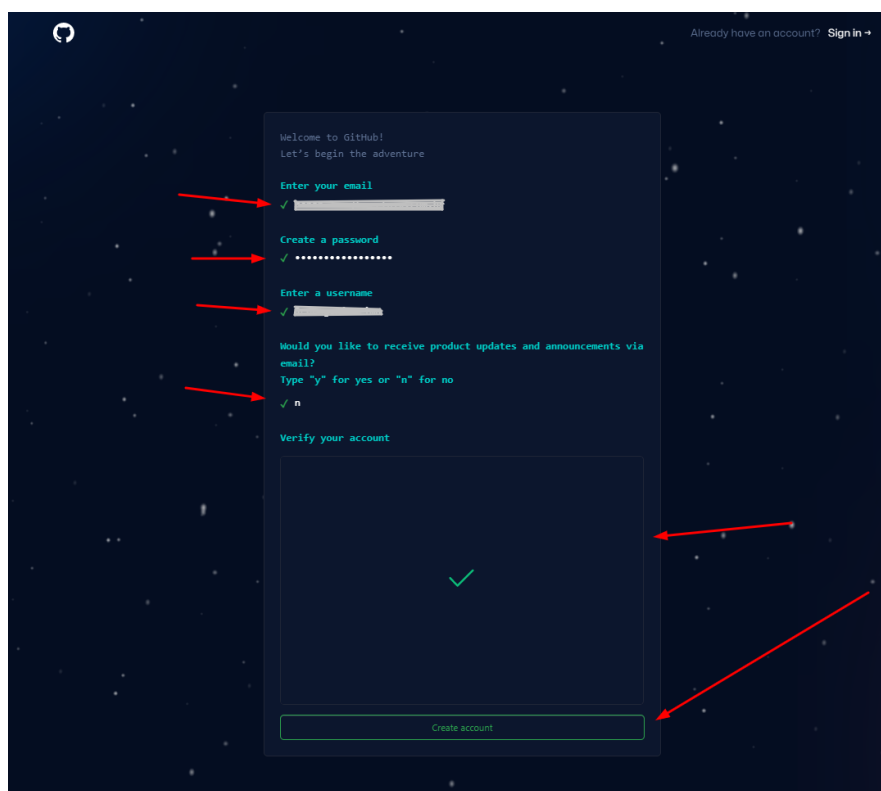 Already have an account? Sign in →
Welcome to GitHub!
Let's begin the adventure
Enter your email
✓
Create a password
✓ •••••••••••••••••
Enter a username
✓
Would you like to receive product updates and announcements via
email?
Type "y" for yes or "n" for no
✓ n
Verify your account
Create account